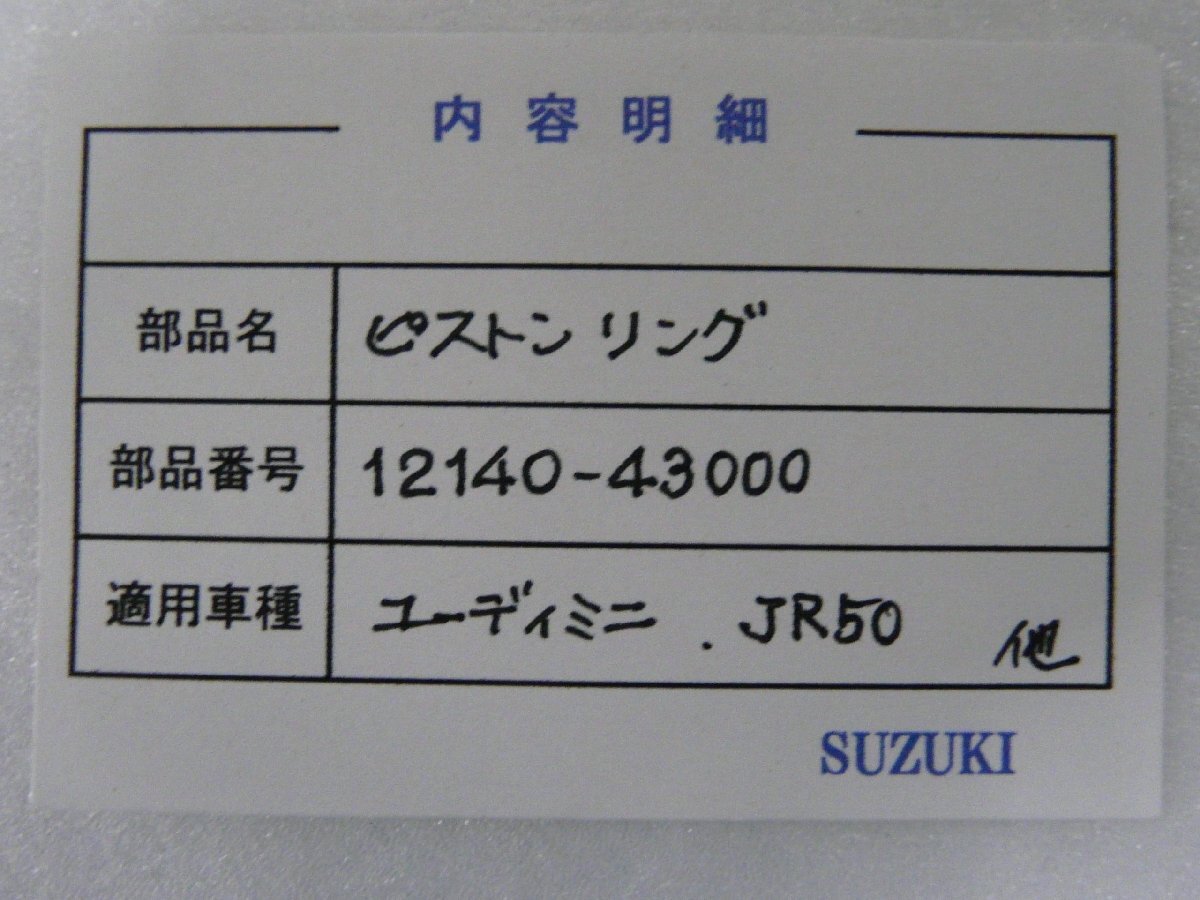 内容明細
部品名 ピストンリング
部品番号 12140-43000
適用車種 ユーディミニ . JR50 他
SUZUKI